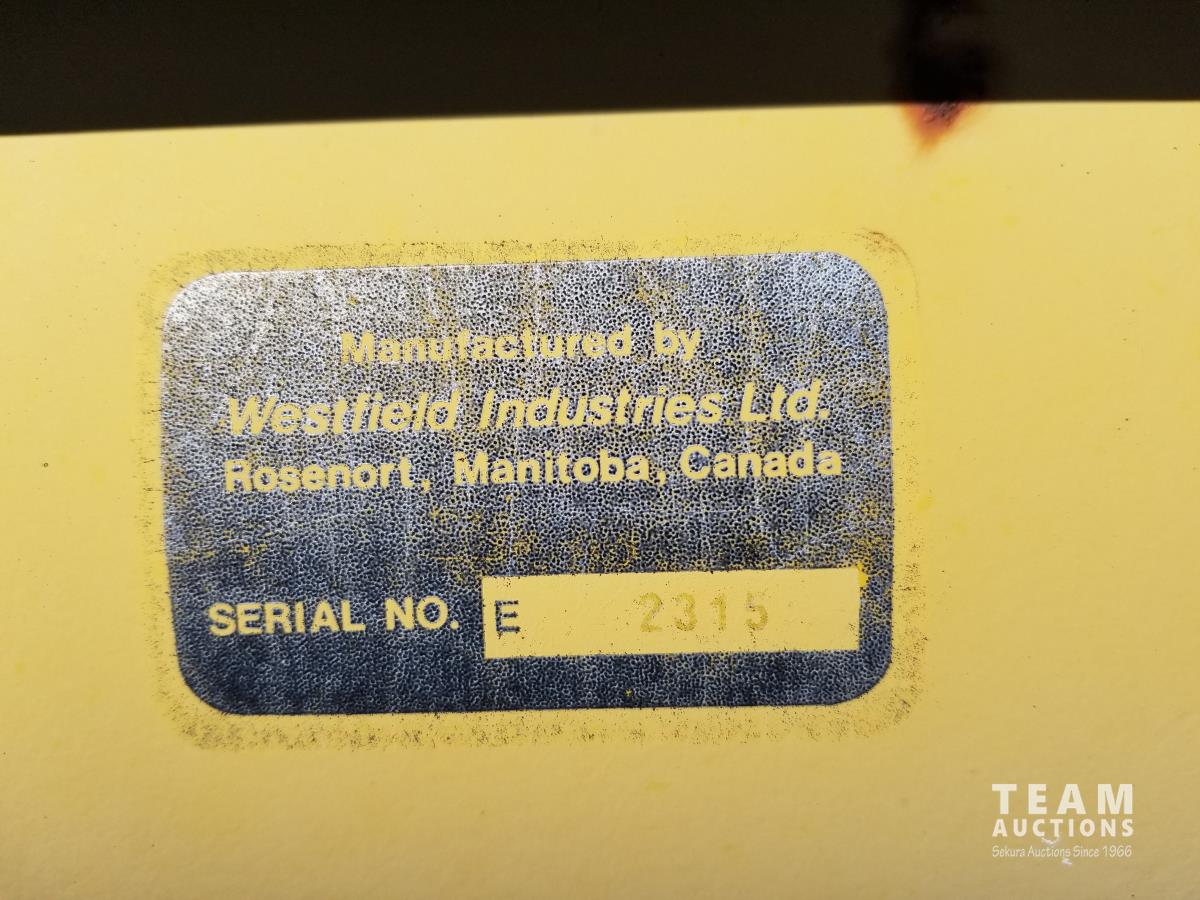 Manufactured by
Westfield Industries Ltd.
Rosenort, Manitoba, Canada
SERIAL NO. E 2315
TEAM
AUCTIONS
Sekura Auctions Since 1966